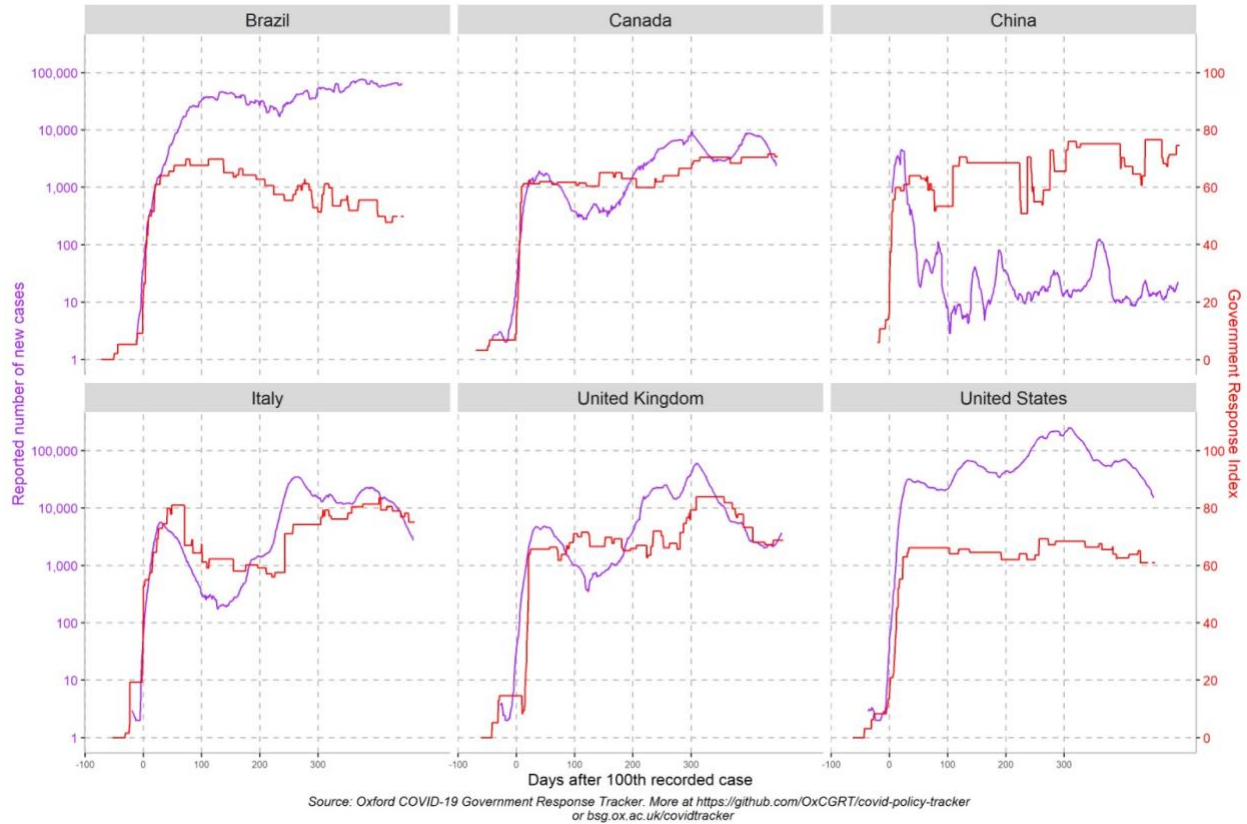 Brazil
Canada
China
100,000
10,000
1,000
100
10
1
100
80
60
40
20
0
Italy
United Kingdom
United States
100,000
10,000
1,000
100
10
1
100
80
60
40
20
0
Reported number of new cases
Government Response Index
-100 0 100 200 300
-100 0 100 200 300
-100 0 100 200 300
Days after 100th recorded case
Source: Oxford COVID-19 Government Response Tracker. More at https://github.com/OxCGRT/covid-policy-tracker
or bsg.ox.ac.uk/covidtracker